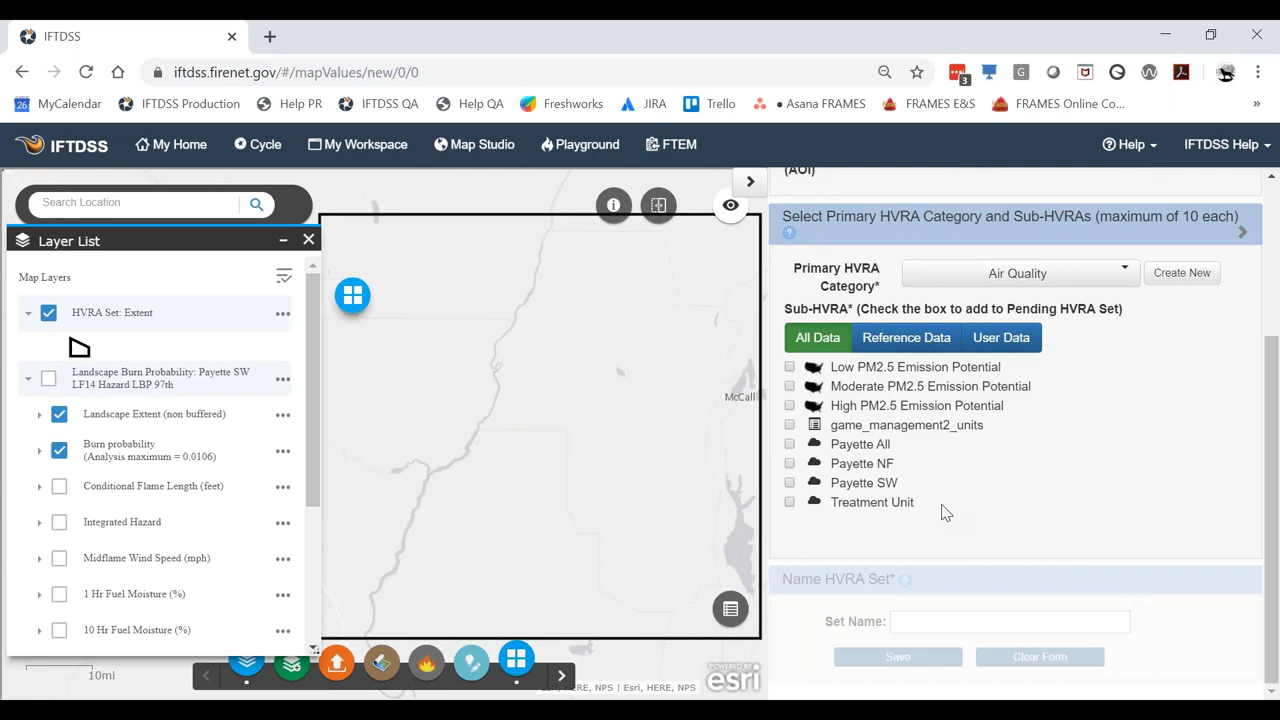 IFTDSS
iftdss.firenet.gov/#/mapValues/new/0/0
3
G
26 MyCalendar IFTDSS Production Help PR IFTDSS QA Help QA Freshworks JIRA Trello Asana FRAMES FRAMES E&S FRAMES Online Co... »
IFTDSS My Home Cycle My Workspace Map Studio Playground FTEM Help IFTDSS Help
Search Location
Layer List
Map Layers
HVRA Set: Extent
Landscape Burn Probability: Payette SW
LF14 Hazard LBP 97th
Landscape Extent (non buffered)
Burn probability
(Analysis maximum = 0.0106)
Conditional Flame Length (feet)
Integrated Hazard
Midflame Wind Speed (mph)
1 Hr Fuel Moisture (%)
10 Hr Fuel Moisture (%)
McCall
10mi
POWERED BY
esri
Esri, HERE, NPS | Esri, HERE, NPS
(AOI)
Select Primary HVRA Category and Sub-HVRAs (maximum of 10 each)
?
Primary HVRA
Category*
Air Quality
Create New
Sub-HVRA* (Check the box to add to Pending HVRA Set)
All Data Reference Data User Data
Low PM2.5 Emission Potential
Moderate PM2.5 Emission Potential
High PM2.5 Emission Potential
game_management2_units
Payette All
Payette NF
Payette SW
Treatment Unit
Name HVRA Set* ?
Set Name:
Save Clear Form